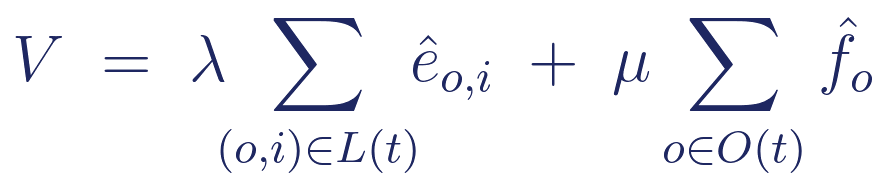 V = λ ∑_{(o,i)∈L(t)} ê_{o,i} + μ ∑_{o∈O(t)} f̂_o